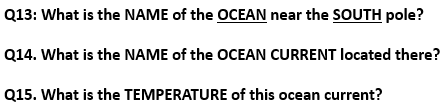 Q13: What is the NAME of the OCEAN near the SOUTH pole?
Q14. What is the NAME of the OCEAN CURRENT located there?
Q15. What is the TEMPERATURE of this ocean current?